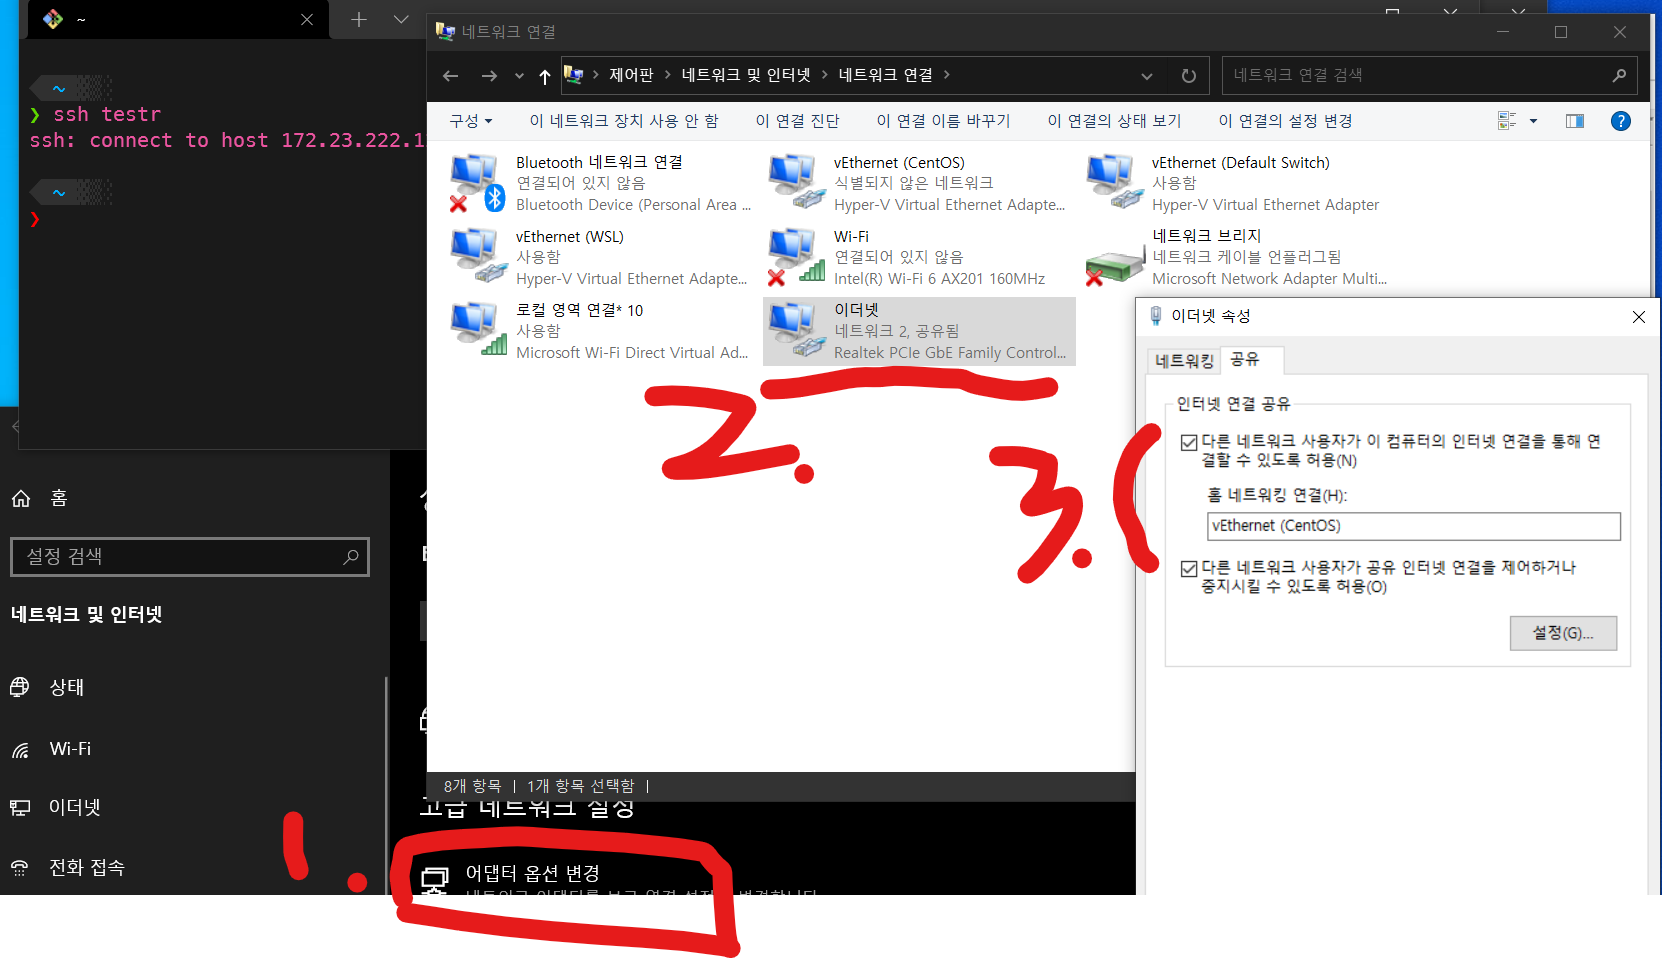 ~
네트워크 연결
제어판 > 네트워크 및 인터넷 > 네트워크 연결 >
네트워크 연결 검색
~
❯ ssh testr
ssh: connect to host 172.23.222.1
~
❯
구성
이 네트워크 장치 사용 안 함
이 연결 진단
이 연결 이름 바꾸기
이 연결의 상태 보기
이 연결의 설정 변경
Bluetooth 네트워크 연결
연결되어 있지 않음
Bluetooth Device (Personal Area ...
vEthernet (CentOS)
식별되지 않은 네트워크
Hyper-V Virtual Ethernet Adapte...
vEthernet (Default Switch)
사용함
Hyper-V Virtual Ethernet Adapter
vEthernet (WSL)
사용함
Hyper-V Virtual Ethernet Adapte...
Wi-Fi
연결되어 있지 않음
Intel(R) Wi-Fi 6 AX201 160MHz
네트워크 브리지
네트워크 케이블 언플러그됨
Microsoft Network Adapter Multi...
로컬 영역 연결* 10
사용함
Microsoft Wi-Fi Direct Virtual Ad...
이더넷
네트워크 2, 공유됨
Realtek PCIe GbE Family Control...
2.
3.
8개 항목
1개 항목 선택함
이더넷 속성
네트워킹
공유
인터넷 연결 공유
다른 네트워크 사용자가 이 컴퓨터의 인터넷 연결을 통해 연
결할 수 있도록 허용(N)
홈 네트워킹 연결(H):
vEthernet (CentOS)
다른 네트워크 사용자가 공유 인터넷 연결을 제어하거나
중지시킬 수 있도록 허용(O)
설정(G)...
홈
설정 검색
네트워크 및 인터넷
상태
Wi-Fi
이더넷
전화 접속
고급 네트워크 설정
1.
어댑터 옵션 변경